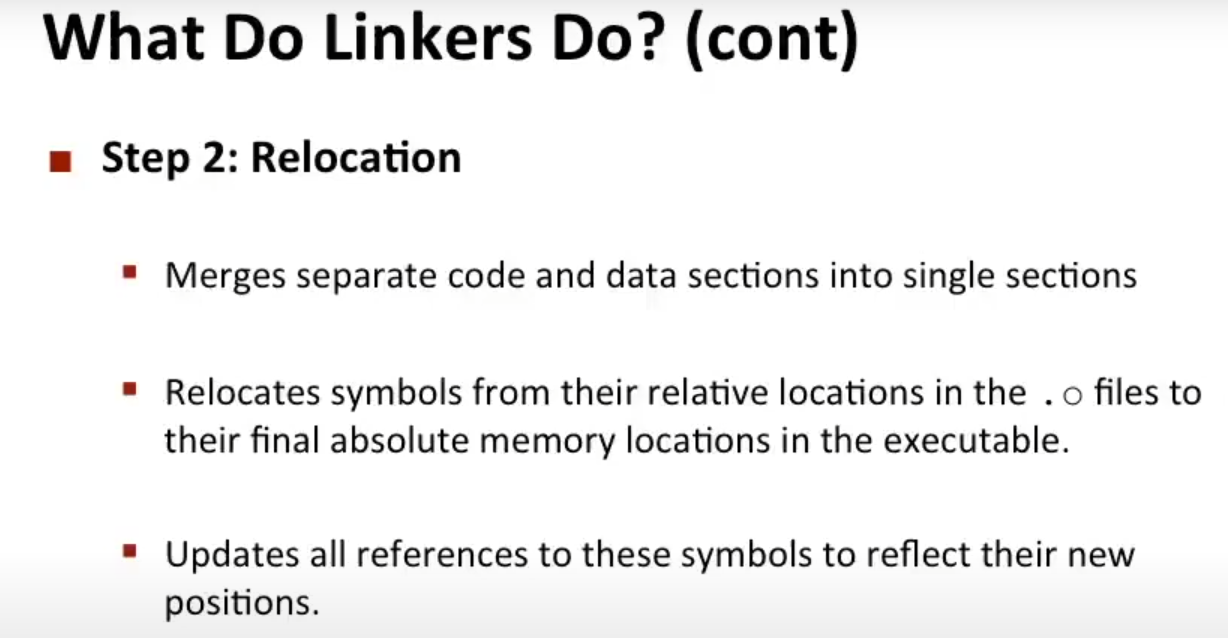 What Do Linkers Do? (cont)
Step 2: Relocation
Merges separate code and data sections into single sections
Relocates symbols from their relative locations in the .o files to
their final absolute memory locations in the executable.
Updates all references to these symbols to reflect their new
positions.